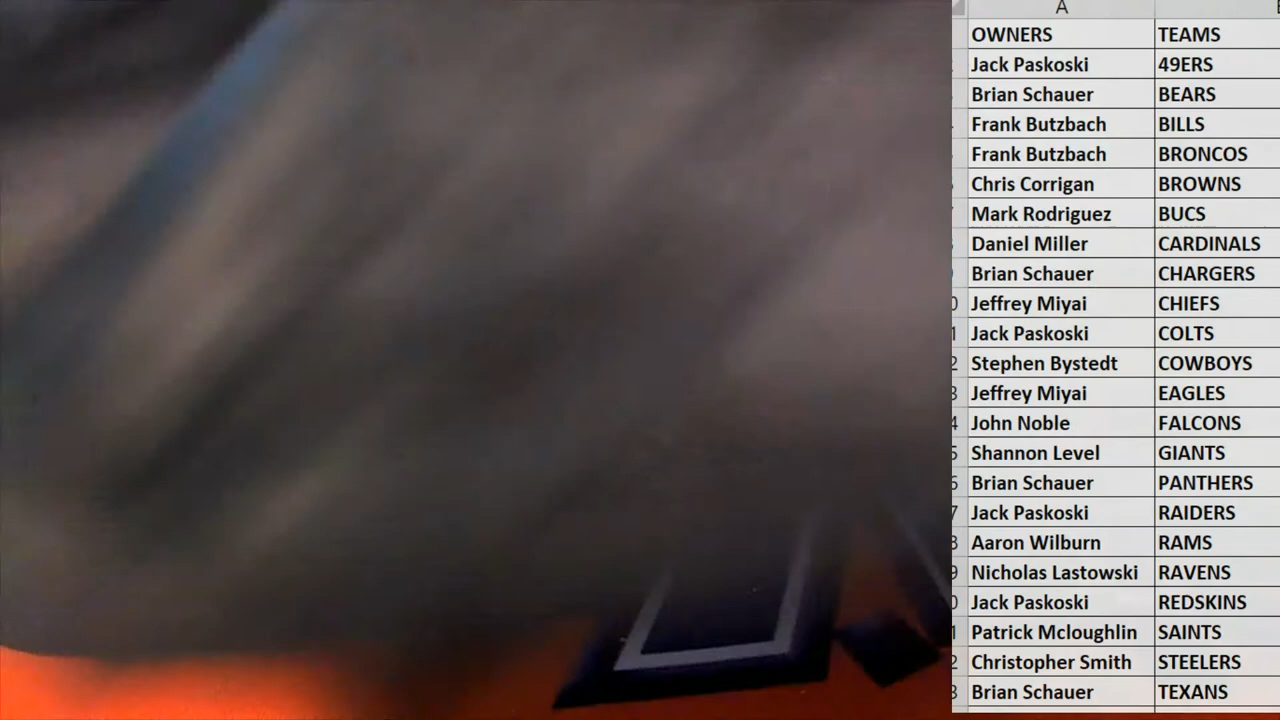 A
OWNERS TEAMS
Jack Paskoski 49ERS
Brian Schauer BEARS
Frank Butzbach BILLS
Frank Butzbach BRONCOS
Chris Corrigan BROWNS
Mark Rodriguez BUCS
Daniel Miller CARDINALS
Brian Schauer CHARGERS
Jeffrey Miyai CHIEFS
Jack Paskoski COLTS
Stephen Bystedt COWBOYS
Jeffrey Miyai EAGLES
John Noble FALCONS
Shannon Level GIANTS
Brian Schauer PANTHERS
Jack Paskoski RAIDERS
Aaron Wilburn RAMS
Nicholas Lastowski RAVENS
Jack Paskoski REDSKINS
Patrick Mcloughlin SAINTS
Christopher Smith STEELERS
Brian Schauer TEXANS